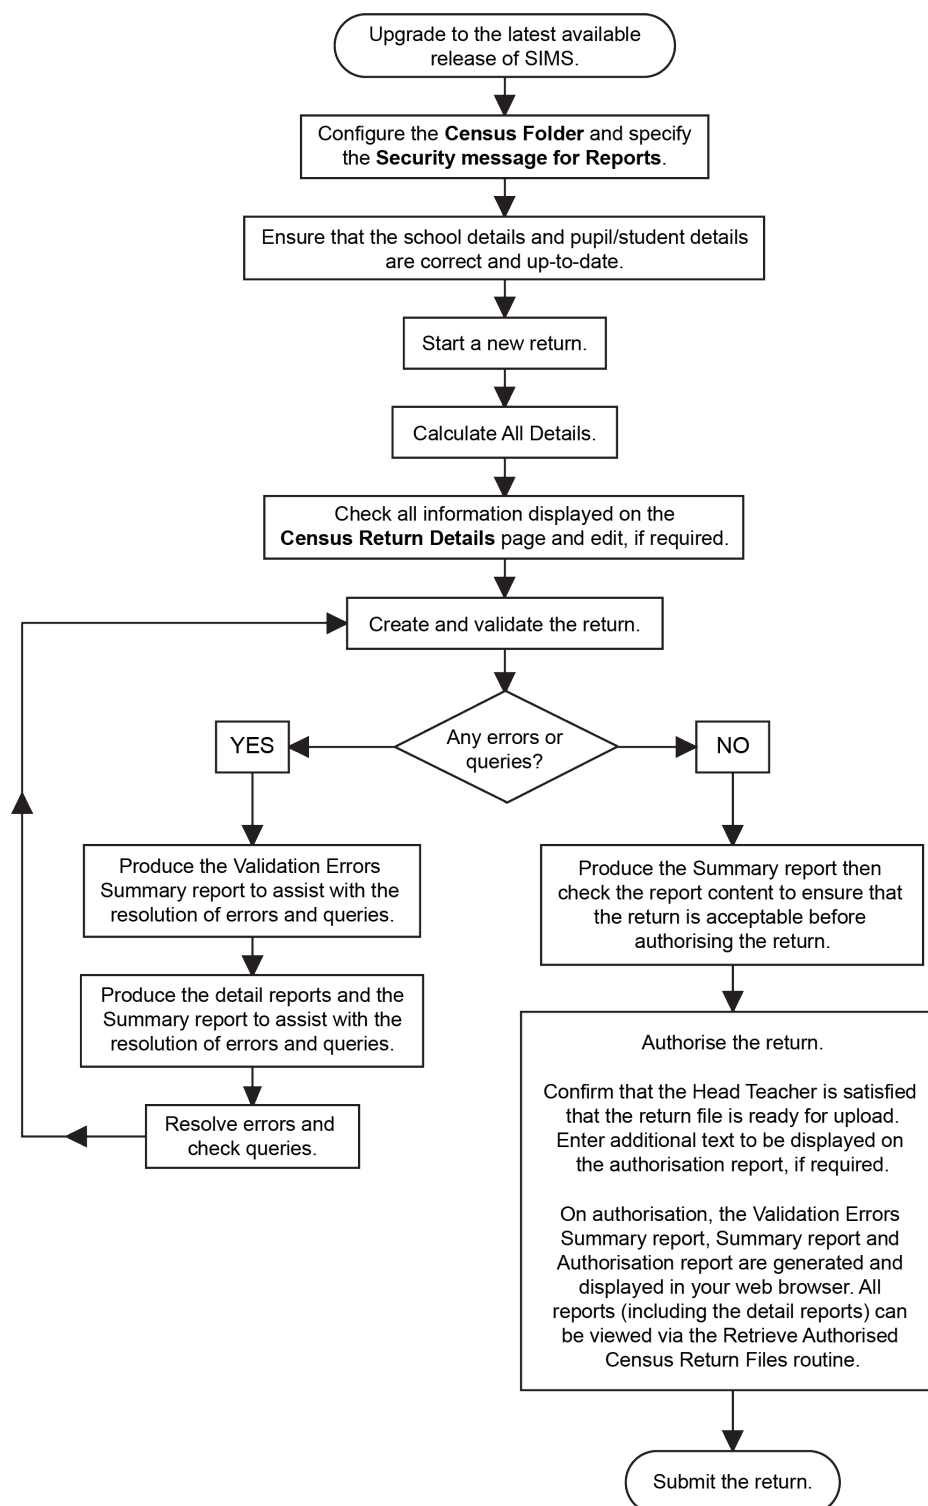 Upgrade to the latest available
release of SIMS.
Configure the Census Folder and specify
the Security message for Reports.
Ensure that the school details and pupil/student details
are correct and up-to-date.
Start a new return.
Calculate All Details.
Check all information displayed on the
Census Return Details page and edit, if required.
Create and validate the return.
Any errors or
queries?
YES
Produce the Validation Errors
Summary report to assist with the
resolution of errors and queries.
Produce the detail reports and the
Summary report to assist with the
resolution of errors and queries.
Resolve errors and
check queries.
NO
Produce the Summary report then
check the report content to ensure that
the return is acceptable before
authorising the return.
Authorise the return.
Confirm that the Head Teacher is satisfied
that the return file is ready for upload.
Enter additional text to be displayed on
the authorisation report, if required.
On authorisation, the Validation Errors
Summary report, Summary report and
Authorisation report are generated and
displayed in your web browser. All
reports (including the detail reports) can
be viewed via the Retrieve Authorised
Census Return Files routine.
Submit the return.